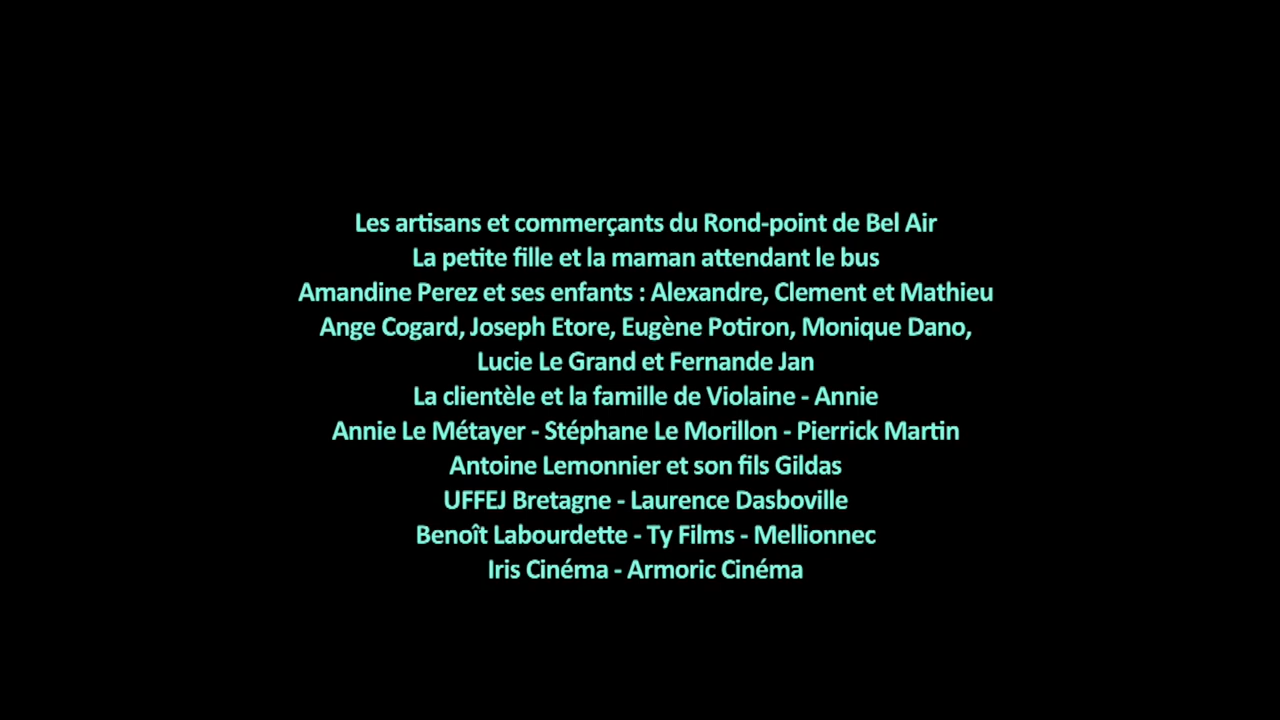 Les artisans et commerçants du Rond-point de Bel Air
La petite fille et la maman attendant le bus
Amandine Perez et ses enfants : Alexandre, Clement et Mathieu
Ange Cogard, Joseph Etore, Eugène Potiron, Monique Dano,
Lucie Le Grand et Fernande Jan
La clientèle et la famille de Violaine - Annie
Annie Le Métayer - Stéphane Le Morillon - Pierrick Martin
Antoine Lemonnier et son fils Gildas
UFFEJ Bretagne - Laurence Dasboville
Benoît Labourdette - Ty Films - Mellionnec
Iris Cinéma - Armoric Cinéma